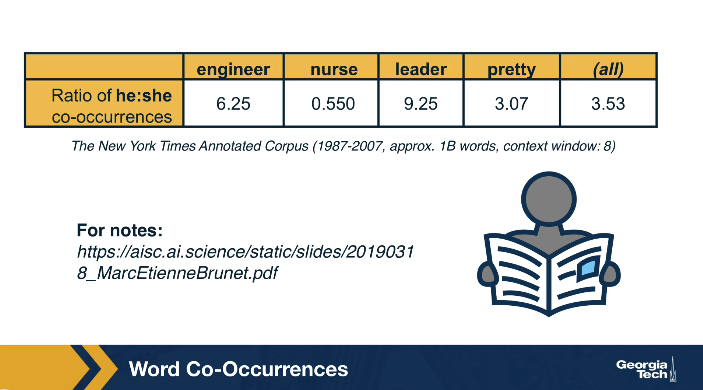 engineer nurse leader pretty (all)
Ratio of he:she
co-occurrences 6.25 0.550 9.25 3.07 3.53
The New York Times Annotated Corpus (1987-2007, approx. 1B words, context window: 8)
For notes:
https://aisc.ai.science/static/slides/2019031
8_MarcEtienneBrunet.pdf
Word Co-Occurrences
Georgia
Tech